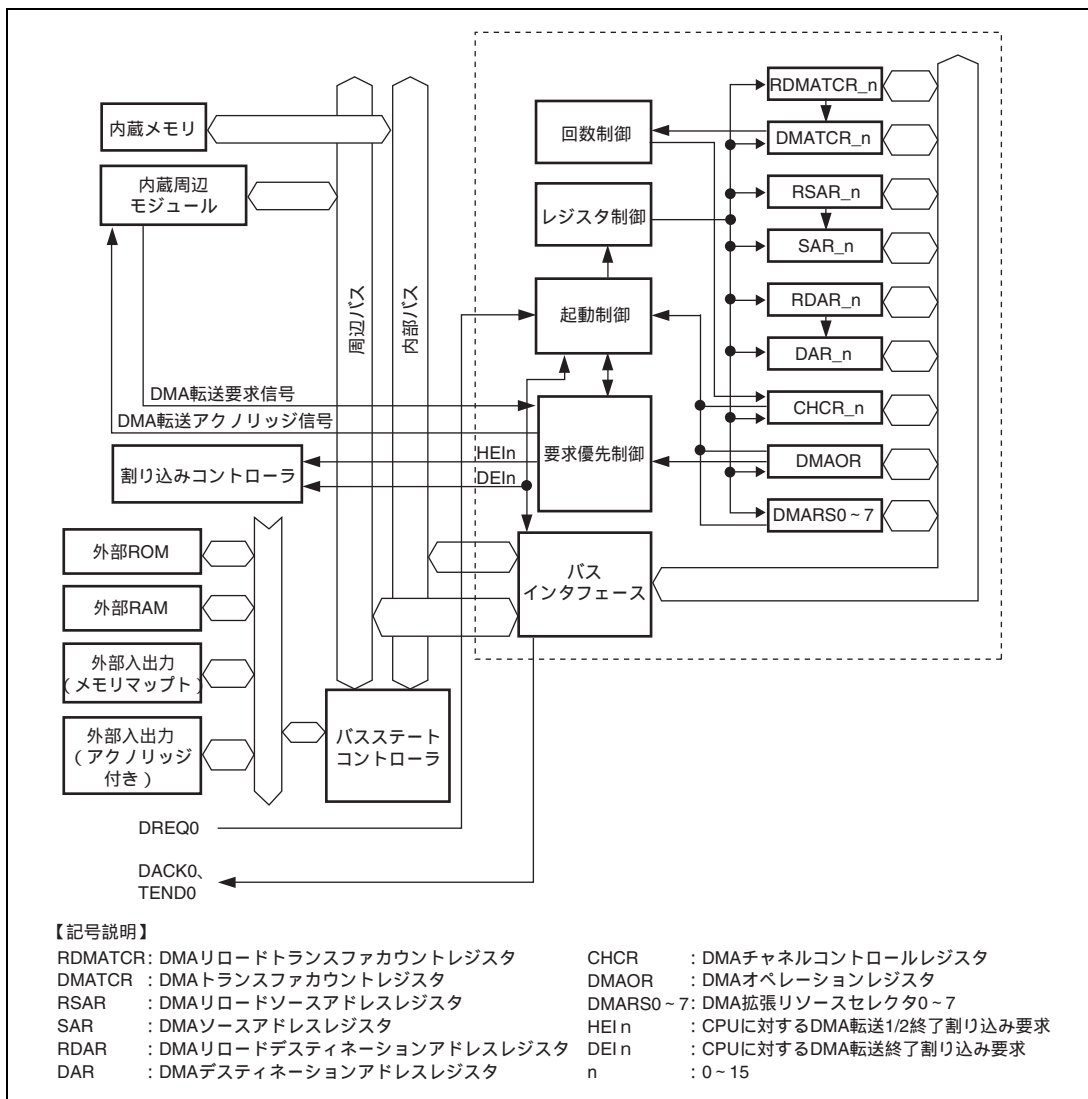 内蔵メモリ
内蔵周辺
モジュール
周辺バス
内部バス
回数制御
レジスタ制御
起動制御
RDMATCR_n
DMATCR_n
RSAR_n
SAR_n
RDAR_n
DAR_n
CHCR_n
DMAOR
DMARS0～7
DMA転送要求信号
DMA転送アクノリッジ信号
割り込みコントローラ
HEIn
DEIn
要求優先制御
外部ROM
外部RAM
外部入出力
(メモリマップト)
外部入出力
(アクノリッジ
付き)
バスステート
コントローラ
バス
インタフェース
DREQ0
DACK0、
TEND0
【記号説明】
RDMATCR：DMAリロードトランスファカウントレジスタ
DMATCR ：DMAトランスファカウントレジスタ
RSAR ：DMAリロードソースアドレスレジスタ
SAR ：DMAソースアドレスレジスタ
RDAR ：DMAリロードデスティネーションアドレスレジスタ
DAR ：DMAデスティネーションアドレスレジスタ
CHCR ：DMAチャネルコントロールレジスタ
DMAOR ：DMAオペレーションレジスタ
DMARS0～7：DMA拡張リソースセレクタ0～7
HEIn ：CPUに対するDMA転送1/2終了割り込み要求
DEIn ：CPUに対するDMA転送終了割り込み要求
n ：0～15